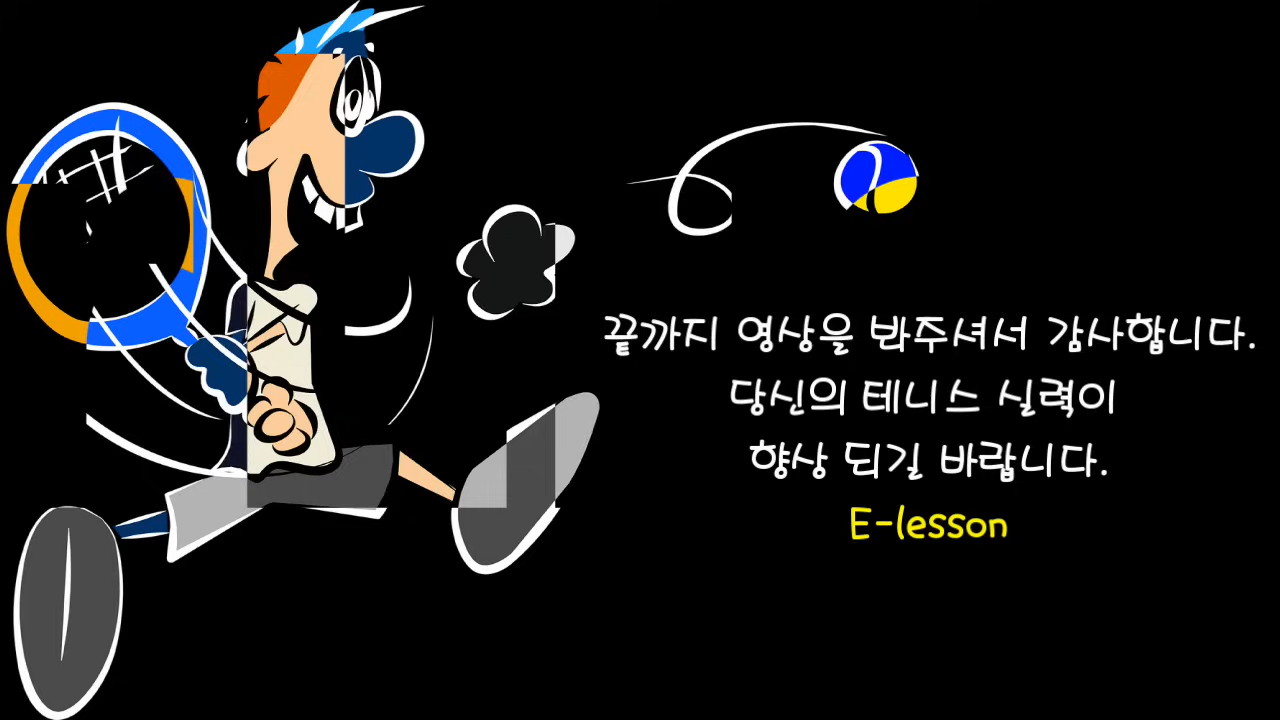 끝까지 영상을 봐주셔서 감사합니다.
당신의 테니스 실력이
향상 되길 바랍니다.
E-lesson